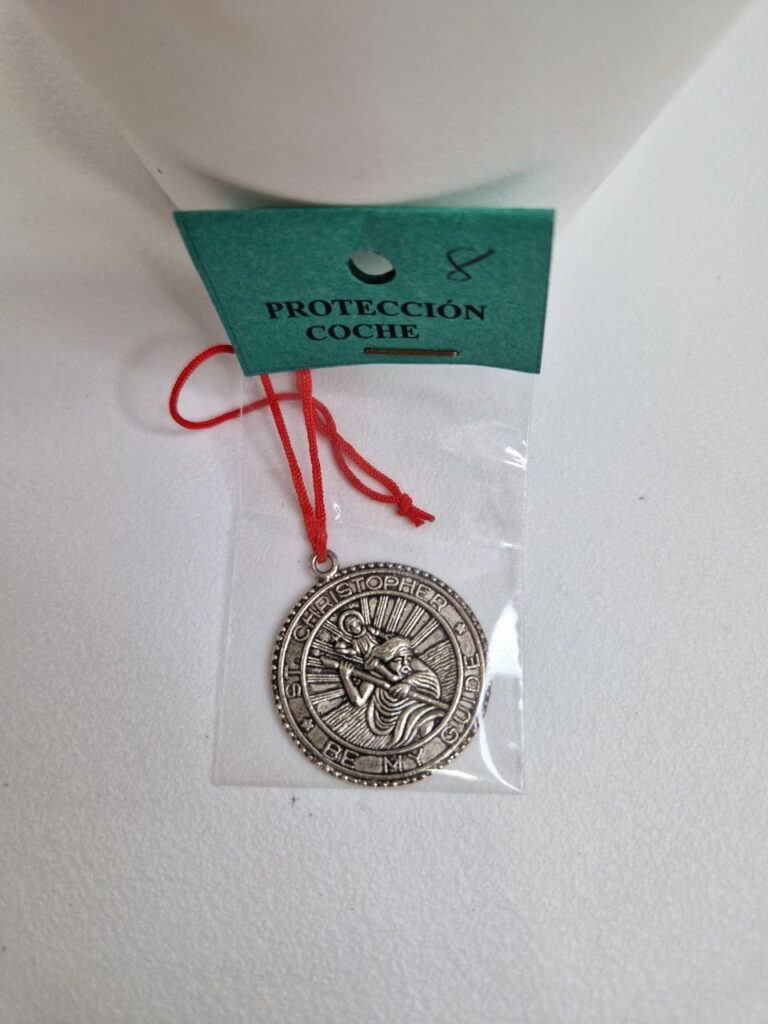 8
PROTECCIÓN
COCHE
ST. CHRISTOPHER
BE MY GUIDE